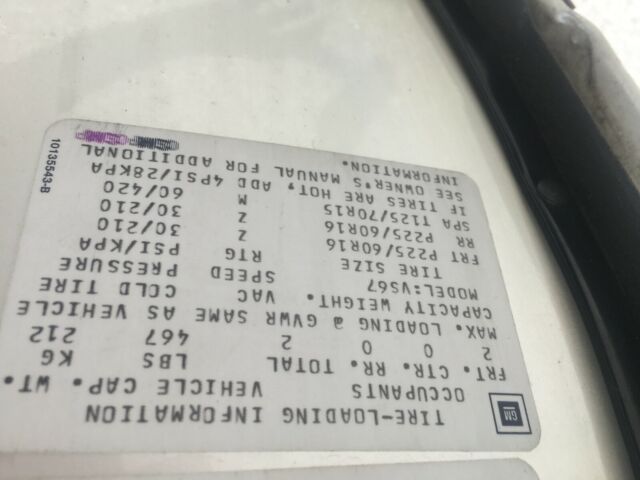 GM
TIRE-LOADING INFORMATION
OCCUPANTS VEHICLE CAP. WT.
FRT. CTR. RR. TOTAL LBS KG
2 0 0 2 467 212
MAX. LOADING @ GVWR SAME AS VEHICLE
CAPACITY WEIGHT. VAC COLD TIRE
MODEL:VS67 SPEED PRESSURE
TIRE SIZE RTG PSI/KPA
FRT P225/60R16 Z 30/210
RR P225/60R16 Z 30/210
SPA T125/70R15 M 60/420
IF TIRES ARE HOT, ADD 4PSI/28KPA
SEE OWNER'S MANUAL FOR ADDITIONAL
INFORMATION.
10135543-B